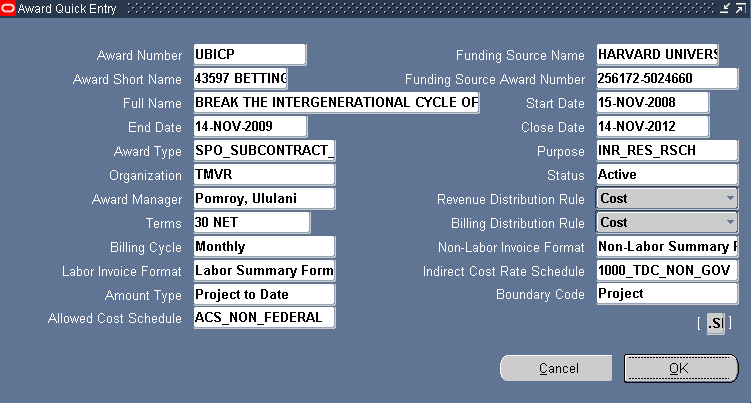 Award Quick Entry
Award Number UBICP Funding Source Name HARVARD UNIVERS
Award Short Name 43597 BETTING Funding Source Award Number 256172-5024660
Full Name BREAK THE INTERGENERATIONAL CYCLE OF Start Date 15-NOV-2008
End Date 14-NOV-2009 Close Date 14-NOV-2012
Award Type SPO_SUBCONTRACT_ Purpose INR_RES_RSCH
Organization TMVR Status Active
Award Manager Pomroy, Ululani Revenue Distribution Rule Cost
Terms 30 NET Billing Distribution Rule Cost
Billing Cycle Monthly Non-Labor Invoice Format Non-Labor Summary F
Labor Invoice Format Labor Summary Form Indirect Cost Rate Schedule 1000_TDC_NON_GOV
Amount Type Project to Date Boundary Code Project
Allowed Cost Schedule ACS_NON_FEDERAL
[ .SI ]
Cancel OK